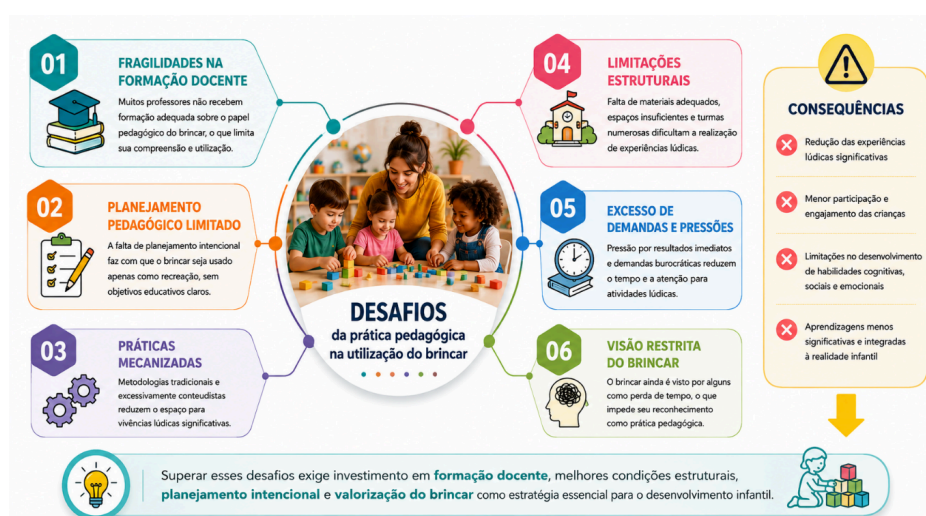 01
FRAGILIDADES NA
FORMAÇÃO DOCENTE
Muitos professores não recebem
formação adequada sobre o papel
pedagógico do brincar, o que limita
sua compreensão e utilização.
02
PLANEJAMENTO
PEDAGÓGICO LIMITADO
A falta de planejamento intencional
faz com que o brincar seja usado
apenas como recreação, sem
objetivos educativos claros.
03
PRÁTICAS
MECANIZADAS
Metodologias tradicionais e
excessivamente conteudistas
reduzem o espaço para
vivências lúdicas significativas.
DESAFIOS
da prática pedagógica
na utilização do brincar
04
LIMITAÇÕES
ESTRUTURAIS
Falta de materiais adequados,
espaços insuficientes e turmas
numerosas dificultam a realização
de experiências lúdicas.
05
EXCESSO DE
DEMANDAS E PRESSÕES
Pressão por resultados imediatos
e demandas burocráticas reduzem
o tempo e a atenção para
atividades lúdicas.
06
VISÃO RESTRITA
DO BRINCAR
O brincar ainda é visto por alguns
como perda de tempo, o que
impede seu reconhecimento
como prática pedagógica.
CONSEQUÊNCIAS
Redução das experiências
lúdicas significativas
Menor participação e
engajamento das crianças
Limitações no desenvolvimento
de habilidades cognitivas,
sociais e emocionais
Aprendizagens menos
significativas e integradas
à realidade infantil
Superar esses desafios exige investimento em formação docente, melhores condições estruturais,
planejamento intencional e valorização do brincar como estratégia essencial para o desenvolvimento infantil.